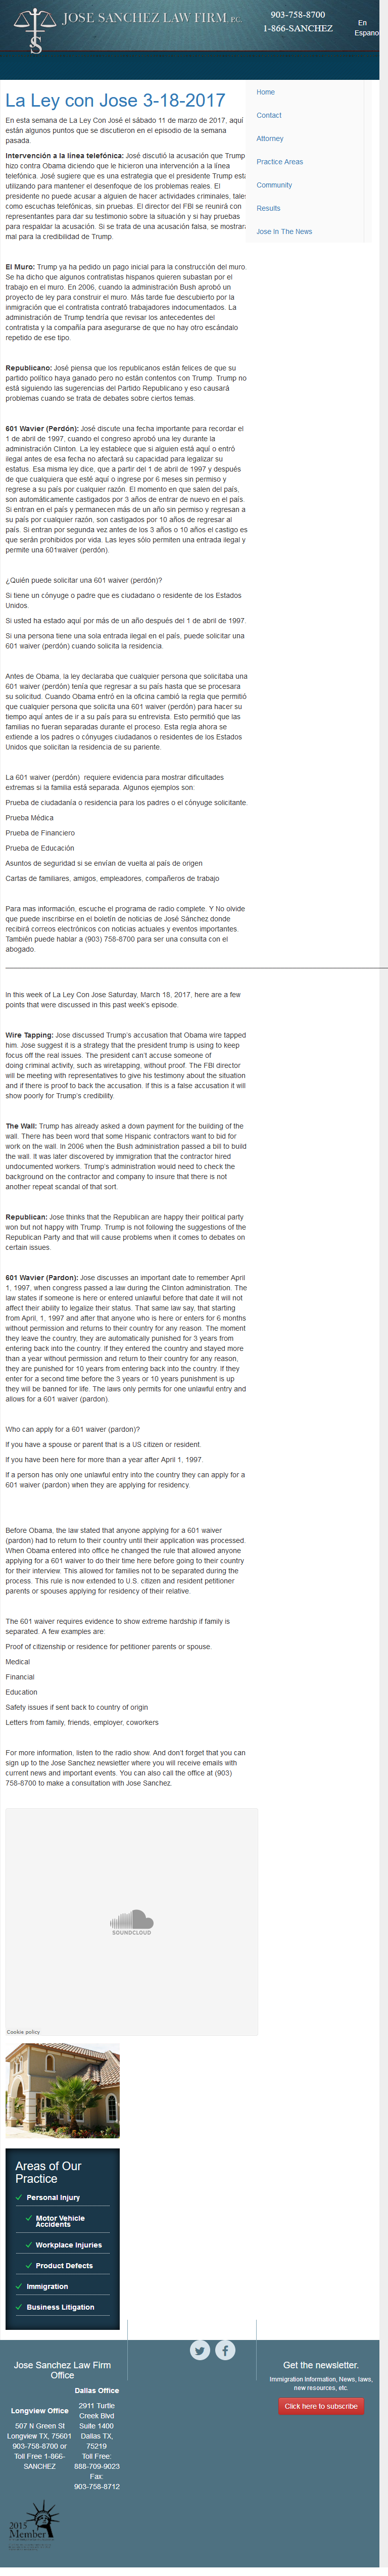 JOSE SANCHEZ LAW FIRM, P.C.
903-758-8700
1-866-SANCHEZ
En
Espanol
La Ley con Jose 3-18-2017
En esta semana de La Ley Con José el sábado 11 de marzo de 2017, aquí
están algunos puntos que se discutieron en el episodio de la semana
pasada.
Intervención a la línea telefónica: José discutió la acusación que Trump
hizo contra Obama diciendo que le hicieron una intervención a la línea
telefónica. José sugiere que es una estrategia que el presidente Trump está
utilizando para mantener el desenfoque de los problemas reales. El
presidente no puede acusar a alguien de hacer actividades criminales, tales
como escuchas telefónicas, sin pruebas. El director del FBI se reunirá con
representantes para dar su testimonio sobre la situación y si hay pruebas
para respaldar la acusación. Si se trata de una acusación falsa, se mostrará
mal para la credibilidad de Trump.
El Muro: Trump ya ha pedido un pago inicial para la construcción del muro.
Se ha dicho que algunos contratistas hispanos quieren subastan por el
trabajo en el muro. En 2006, cuando la administración Bush aprobó un
proyecto de ley para construir el muro. Más tarde fue descubierto por la
inmigración que el contratista contrató trabajadores indocumentados. La
administración de Trump tendría que revisar los antecedentes del
contratista y la compañía para asegurarse de que no hay otro escándalo
repetido de ese tipo.
Republicano: José piensa que los republicanos están felices de que su
partido político haya ganado pero no están contentos con Trump. Trump no
está siguiendo las sugerencias del Partido Republicano y eso causará
problemas cuando se trata de debates sobre ciertos temas.
601 Wavier (Perdón): José discute una fecha importante para recordar el
1 de abril de 1997, cuando el congreso aprobó una ley durante la
administración Clinton. La ley establece que si alguien está aquí o entró
ilegal antes de esa fecha no afectará su capacidad para legalizar su
estatus. Esa misma ley dice, que a partir del 1 de abril de 1997 y después
de que cualquiera que esté aquí o ingrese por 6 meses sin permiso y
regrese a su país por cualquier razón. El momento en que salen del país,
son automáticamente castigados por 3 años de entrar de nuevo en el país.
Si entran en el país y permanecen más de un año sin permiso y regresan a
su país por cualquier razón, son castigados por 10 años de regresar al
país. Si entran por segunda vez antes de los 3 años o 10 años el castigo es
que serán prohibidos por vida. Las leyes sólo permiten una entrada ilegal y
permite una 601waiver (perdón).
¿Quién puede solicitar una 601 waiver (perdón)?
Si tiene un cónyuge o padre que es ciudadano o residente de los Estados
Unidos.
Si usted ha estado aquí por más de un año después del 1 de abril de 1997.
Si una persona tiene una sola entrada ilegal en el país, puede solicitar una
601 waiver (perdón) cuando solicita la residencia.
Antes de Obama, la ley declaraba que cualquier persona que solicitaba una
601 waiver (perdón) tenía que regresar a su país hasta que se procesara
su solicitud. Cuando Obama entró en la oficina cambió la regla que permitió
que cualquier persona que solicita una 601 waiver (perdón) para hacer su
tiempo aquí antes de ir a su país para su entrevista. Esto permitió que las
familias no fueran separadas durante el proceso. Esta regla ahora se
extiende a los padres o cónyuges ciudadanos o residentes de los Estados
Unidos que solicitan la residencia de su pariente.
La 601 waiver (perdón) requiere evidencia para mostrar dificultades
extremas si la familia está separada. Algunos ejemplos son:
Prueba de ciudadanía o residencia para los padres o el cónyuge solicitante.
Prueba Médica
Prueba de Financiero
Prueba de Educación
Asuntos de seguridad si se envían de vuelta al país de origen
Cartas de familiares, amigos, empleadores, compañeros de trabajo
Para mas información, escuche el programa de radio complete. Y No olvide
que puede inscribirse en el boletín de noticias de José Sánchez donde
recibirá correos electrónicos con noticias actuales y eventos importantes.
También puede hablar a (903) 758-8700 para ser una consulta con el
abogado.
In this week of La Ley Con Jose Saturday, March 18, 2017, here are a few
points that were discussed in this past week's episode.
Wire Tapping: Jose discussed Trump's accusation that Obama wire tapped
him. Jose suggest it is a strategy that the president trump is using to keep
focus off the real issues. The president can't accuse someone of
doing criminal activity, such as wiretapping, without proof. The FBI director
will be meeting with representatives to give his testimony about the situation
and if there is proof to back the accusation. If this is a false accusation it will
show poorly for Trump's credibility.
The Wall: Trump has already asked a down payment for the building of the
wall. There has been word that some Hispanic contractors want to bid for
work on the wall. In 2006 when the Bush administration passed a bill to build
the wall. It was later discovered by immigration that the contractor hired
undocumented workers. Trump's administration would need to check the
background on the contractor and company to insure that there is not
another repeat scandal of that sort.
Republican: Jose thinks that the Republican are happy their political party
won but not happy with Trump. Trump is not following the suggestions of the
Republican Party and that will cause problems when it comes to debates on
certain issues.
601 Wavier (Pardon): Jose discusses an important date to remember April
1, 1997, when congress passed a law during the Clinton administration. The
law states if someone is here or entered unlawful before that date it will not
affect their ability to legalize their status. That same law say, that starting
from April, 1, 1997 and after that anyone who is here or enters for 6 months
without permission and returns to their country for any reason. The moment
they leave the country, they are automatically punished for 3 years from
entering back into the country. If they entered the country and stayed more
than a year without permission and return to their country for any reason,
they are punished for 10 years from entering back into the country. If they
enter for a second time before the 3 years or 10 years punishment is up
they will be banned for life. The laws only permits for one unlawful entry and
allows for a 601 waiver (pardon).
Who can apply for a 601 waiver (pardon)?
If you have a spouse or parent that is a US citizen or resident.
If you have been here for more than a year after April 1, 1997.
If a person has only one unlawful entry into the country they can apply for a
601 waiver (pardon) when they are applying for residency.
Before Obama, the law stated that anyone applying for a 601 waiver
(pardon) had to return to their country until their application was processed.
When Obama entered into office he changed the rule that allowed anyone
applying for a 601 waiver to do their time here before going to their country
for their interview. This allowed for families not to be separated during the
process. This rule is now extended to U.S. citizen and resident petitioner
parents or spouses applying for residency of their relative.
The 601 waiver requires evidence to show extreme hardship if family is
separated. A few examples are:
Proof of citizenship or residence for petitioner parents or spouse.
Medical
Financial
Education
Safety issues if sent back to country of origin
Letters from family, friends, employer, coworkers
For more information, listen to the radio show. And don't forget that you can
sign up to the Jose Sanchez newsletter where you will receive emails with
current news and important events. You can also call the office at (903)
758-8700 to make a consultation with Jose Sanchez.
SOUNDCLOUD
Cookie policy
Home
Contact
Attorney
Practice Areas
Community
Results
Jose In The News
Areas of Our
Practice
Personal Injury
Motor Vehicle
Accidents
Workplace Injuries
Product Defects
Immigration
Business Litigation
Jose Sanchez Law Firm
Office
Longview Office
507 N Green St
Longview TX, 75601
903-758-8700 or
Toll Free 1-866-
SANCHEZ
Dallas Office
2911 Turtle
Creek Blvd
Suite 1400
Dallas TX,
75219
Toll Free:
888-709-9023
Fax:
903-758-8712
2015
Member
Get the newsletter.
Immigration Information, News, laws,
new resources, etc.
Click here to subscribe